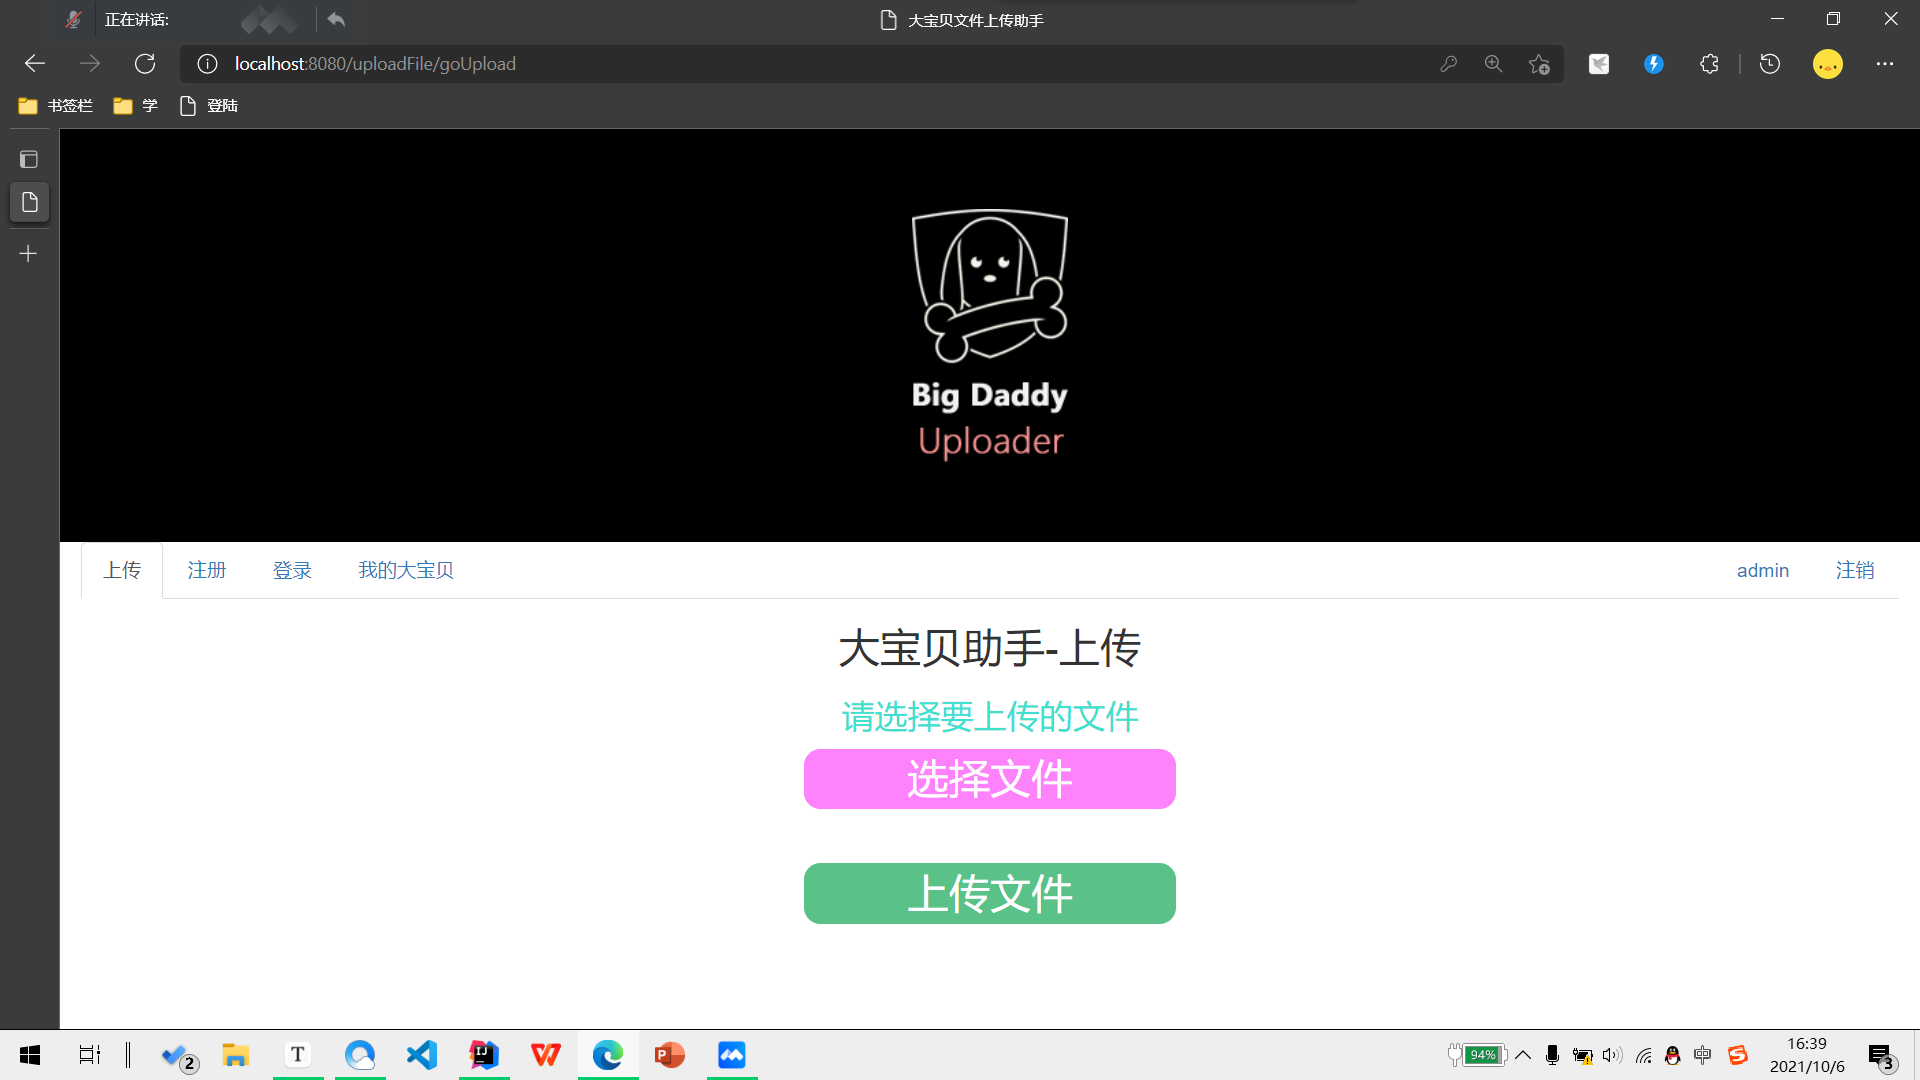 正在讲话:
大宝贝文件上传助手
localhost:8080/uploadFile/goUpload
书签栏
学
登陆
Big Daddy
Uploader
上传
注册
登录
我的大宝贝
admin
注销
大宝贝助手-上传
请选择要上传的文件
选择文件
上传文件
2
T
IJ
P
94%
中
S
16:39
2021/10/6
3